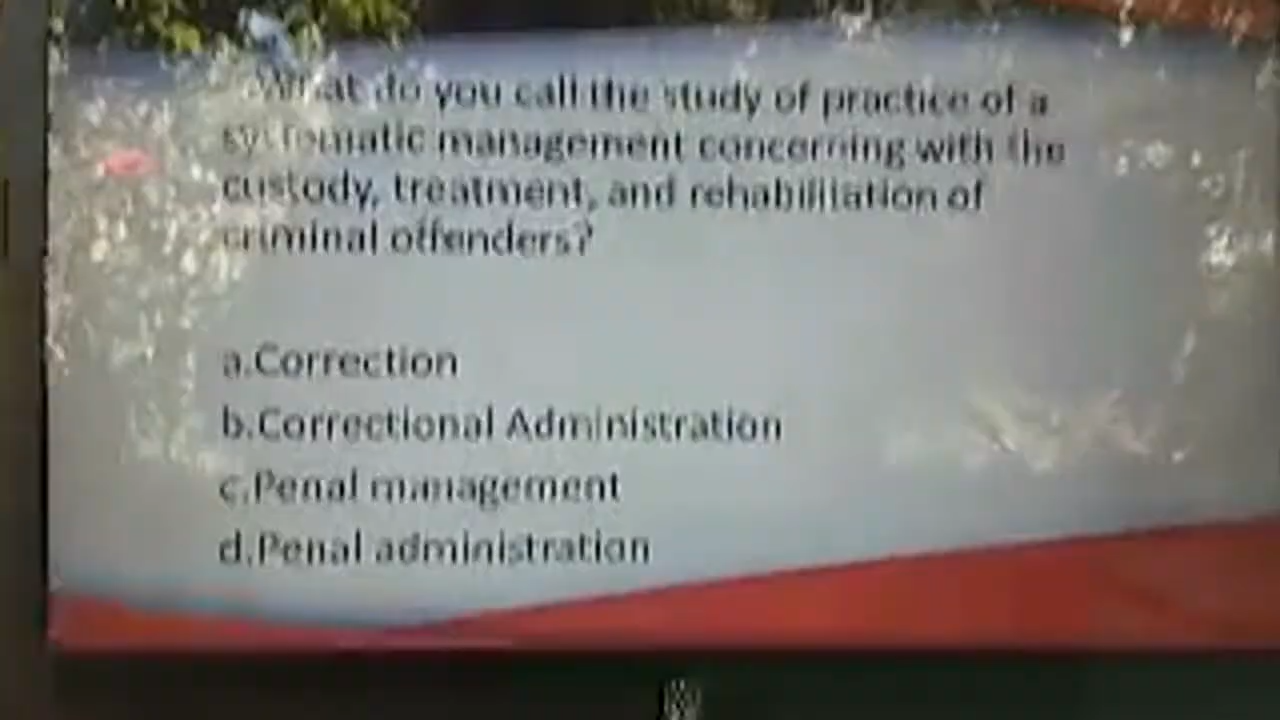 What do you call the study of practice of a
systematic management concerning with the
custody, treatment, and rehabilitation of
criminal offenders?
a.Correction
b.Correctional Administration
c.Penal management
d.Penal administration